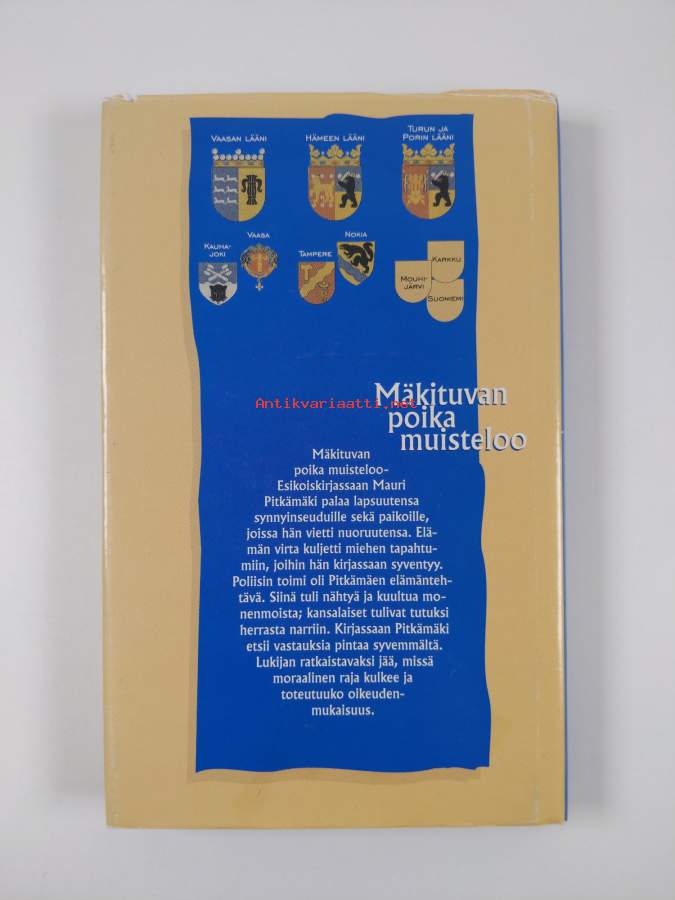 VAASAN LÄÄNI
HÄMEEN LÄÄNI
TURUN JA
PORIN LÄÄNI
KAUHA-
JOKI
VAASA
TAMPERE
NOKIA
KARKKU
MOUHI-
JÄRVI
SUONIEMI
Mäkituvan
poika
muisteloo
Antikvariaatti.net
Mäkituvan
poika muisteloo-
Esikoiskirjassaan Mauri
Pitkämäki palaa lapsuutensa
synnyinseuduille sekä paikoille,
joissa hän vietti nuoruutensa. Elä-
män virta kuljetti miehen tapahtu-
miin, joihin hän kirjassaan syventyy.
Poliisin toimi oli Pitkämäen elämänteh-
tävä. Siinä tuli nähtyä ja kuultua mo-
nenmoista; kansalaiset tulivat tutuksi
herrasta narriin. Kirjassaan Pitkämäki
etsii vastauksia pintaa syvemmältä.
Lukijan ratkaistavaksi jää, missä
moraalinen raja kulkee ja
toteutuuko oikeuden-
mukaisuus.